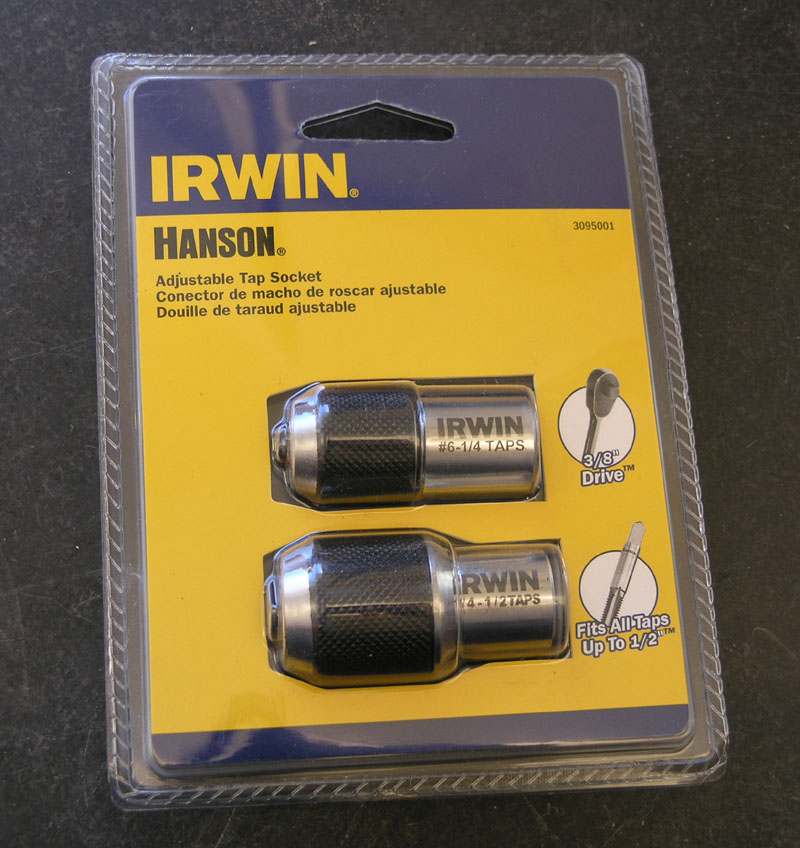 IRWIN®
HANSON®
3095001
Adjustable Tap Socket
Conector de macho de roscar ajustable
Douille de taraud ajustable
IRWIN
#6-1/4 TAPS
3/8"
Drive™
IRWIN
1/4-1/2TAPS
Fits All Taps
Up To 1/2"™